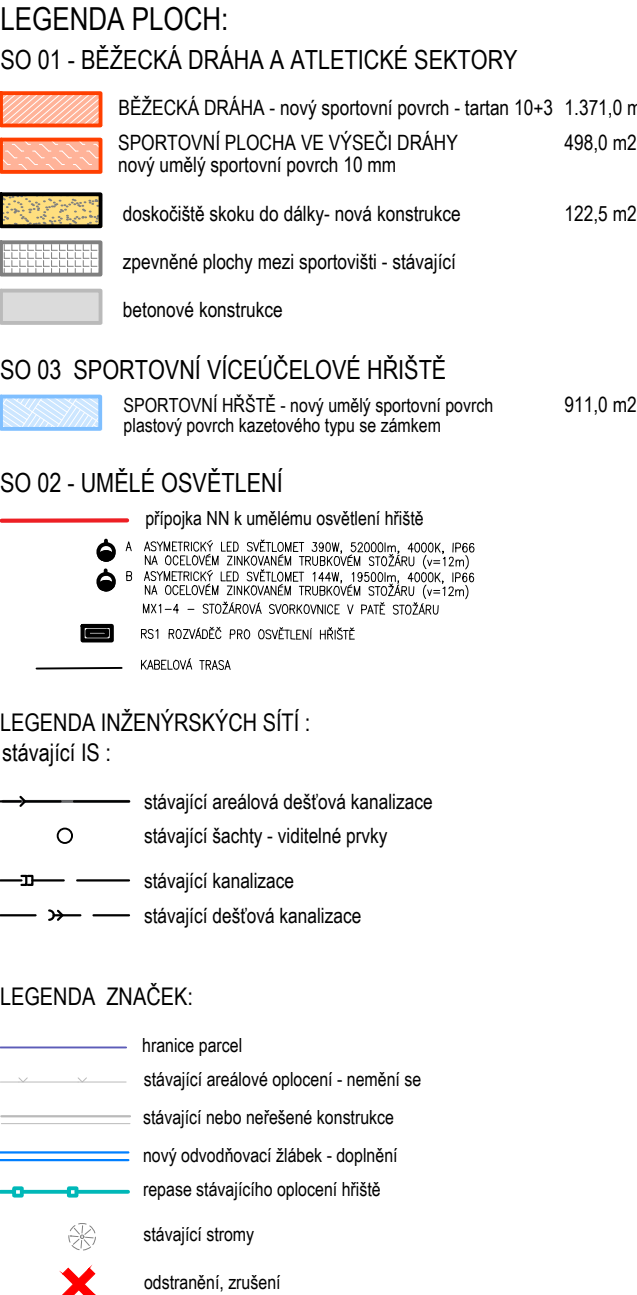 LEGENDA PLOCH:
SO 01 - BĚŽECKÁ DRÁHA A ATLETICKÉ SEKTORY
BĚŽECKÁ DRÁHA - nový sportovní povrch - tartan 10+3 1.371,0 m
SPORTOVNÍ PLOCHA VE VÝSEČI DRÁHY 498,0 m2
nový umělý sportovní povrch 10 mm
doskočiště skoku do dálky- nová konstrukce 122,5 m2
zpevněné plochy mezi sportovišti - stávající
betonové konstrukce
SO 03 SPORTOVNÍ VÍCEÚČELOVÉ HŘIŠTĚ
SPORTOVNÍ HŘŠTĚ - nový umělý sportovní povrch 911,0 m2
plastový povrch kazetového typu se zámkem
SO 02 - UMĚLÉ OSVĚTLENÍ
přípojka NN k umělému osvětlení hřiště
A ASYMETRICKÝ LED SVĚTLOMET 390W, 52000lm, 4000K, IP66
NA OCELOVÉM ZINKOVANÉM TRUBKOVÉM STOŽÁRU (v=12m)
B ASYMETRICKÝ LED SVĚTLOMET 144W, 19500lm, 4000K, IP66
NA OCELOVÉM ZINKOVANÉM TRUBKOVÉM STOŽÁRU (v=12m)
MX1-4 – STOŽÁROVÁ SVORKOVNICE V PATĚ STOŽÁRU
RS1 ROZVÁDĚČ PRO OSVĚTLENÍ HŘIŠTĚ
KABELOVÁ TRASA
LEGENDA INŽENÝRSKÝCH SÍTÍ :
stávající IS :
stávající areálová dešťová kanalizace
stávající šachty - viditelné prvky
stávající kanalizace
stávající dešťová kanalizace
LEGENDA ZNAČEK:
hranice parcel
stávající areálové oplocení - nemění se
stávající nebo neřešené konstrukce
nový odvodňovací žlábek - doplnění
repase stávajícího oplocení hřiště
stávající stromy
odstranění, zrušení